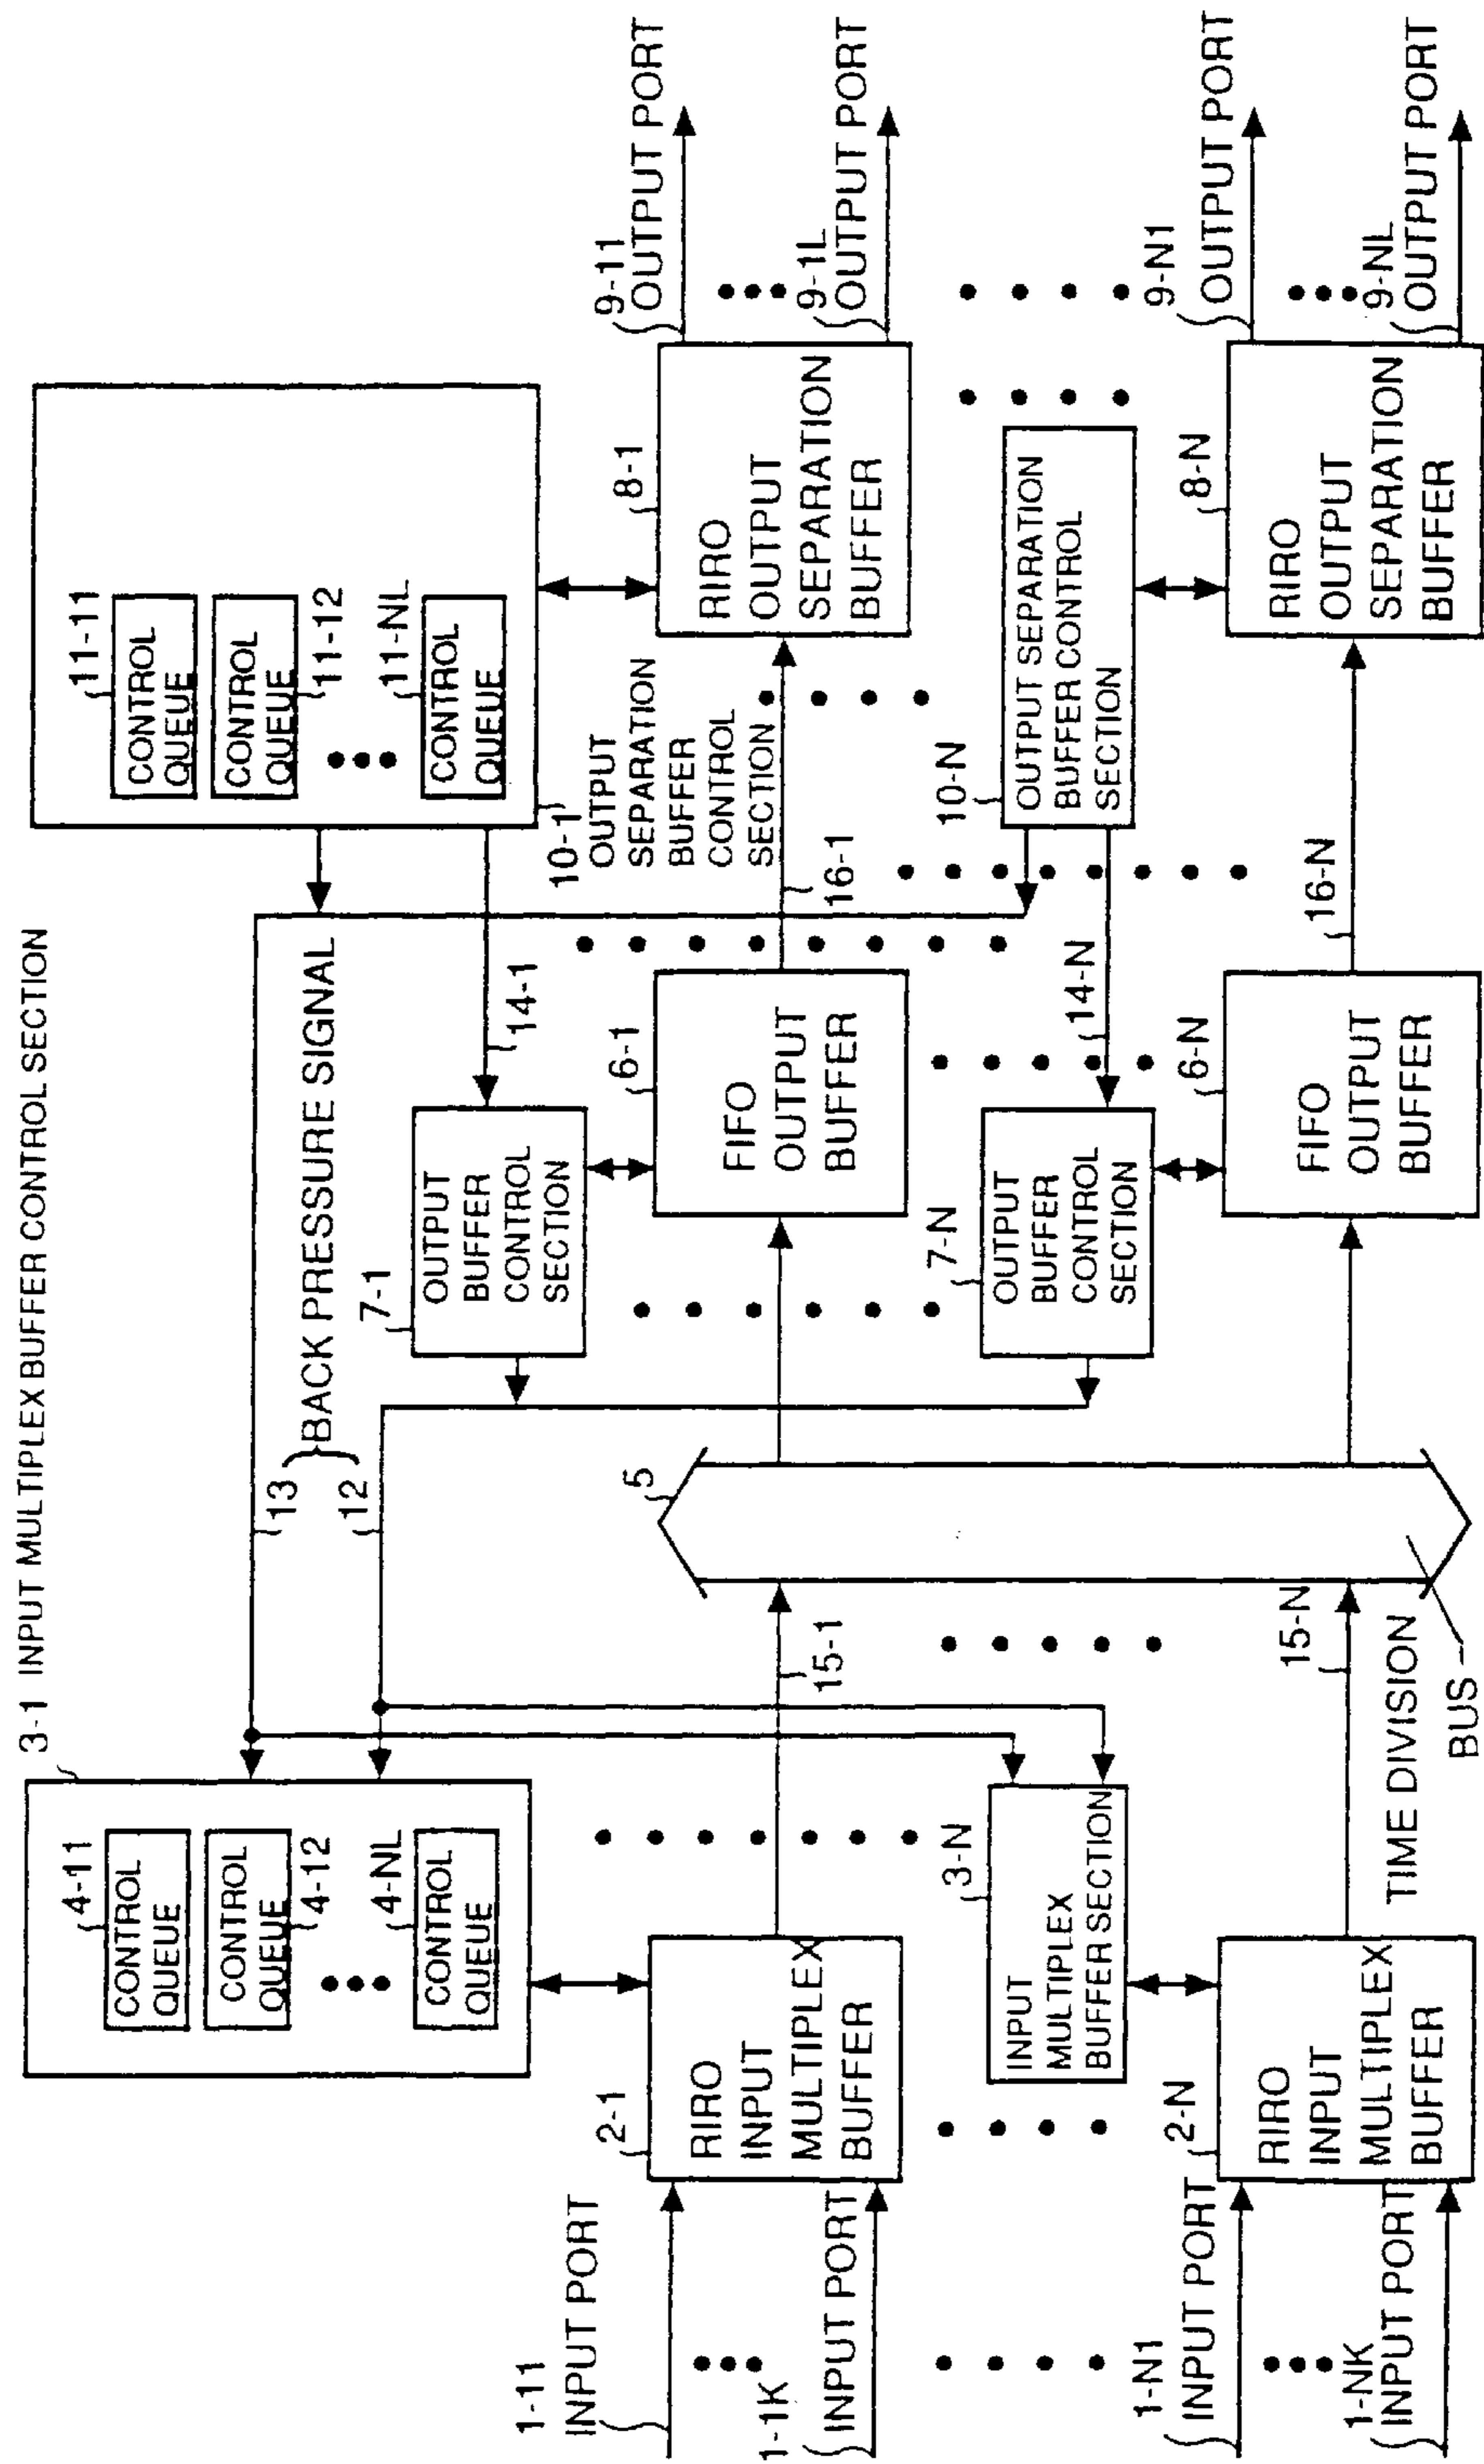 3-1 INPUT MULTIPLEX BUFFER CONTROL SECTION
4-11
CONTROL
QUEUE
CONTROL
QUEUE
4-12
4-NL
CONTROL
QUEUE
13
12
BACK PRESSURE SIGNAL
11-11
CONTROL
QUEUE
CONTROL
QUEUE
11-12
11-NL
CONTROL
QUEUE
10-1
OUTPUT
SEPARATION
BUFFER
CONTROL
SECTION
7-1
OUTPUT
BUFFER
CONTROL
SECTION
14-1
1-11
INPUT PORT
1-1K
INPUT PORT
2-1
RIRO
INPUT
MULTIPLEX
BUFFER
15-1
5
6-1
FIFO
OUTPUT
BUFFER
16-1
8-1
RIRO
OUTPUT
SEPARATION
BUFFER
9-11
OUTPUT PORT
9-1L
OUTPUT PORT
3-N
INPUT
MULTIPLEX
BUFFER SECTION
7-N
OUTPUT
BUFFER
CONTROL
SECTION
14-N
10-N
OUTPUT SEPARATION
BUFFER CONTROL
SECTION
1-N1
INPUT PORT
1-NK
INPUT PORT
2-N
RIRO
INPUT
MULTIPLEX
BUFFER
15-N
TIME DIVISION
BUS
6-N
FIFO
OUTPUT
BUFFER
16-N
8-N
RIRO
OUTPUT
SEPARATION
BUFFER
9-N1
OUTPUT PORT
9-NL
OUTPUT PORT